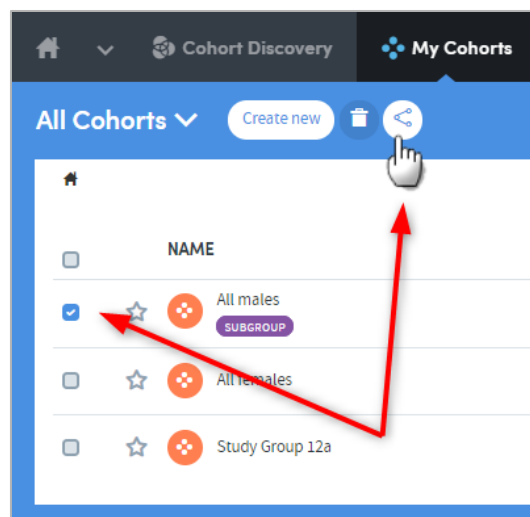 Cohort Discovery My Cohorts
All Cohorts Create new
NAME
All males
SUBGROUP
All females
Study Group 12a